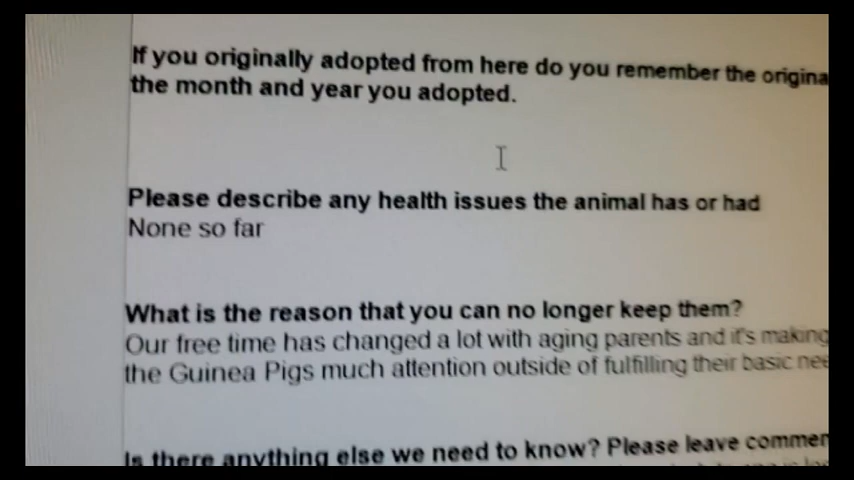 If you originally adopted from here do you remember the origina
the month and year you adopted.
Please describe any health issues the animal has or had
None so far
What is the reason that you can no longer keep them?
Our free time has changed a lot with aging parents and it's making
the Guinea Pigs much attention outside of fulfilling their basic nee
Is there anything else we need to know? Please leave commen